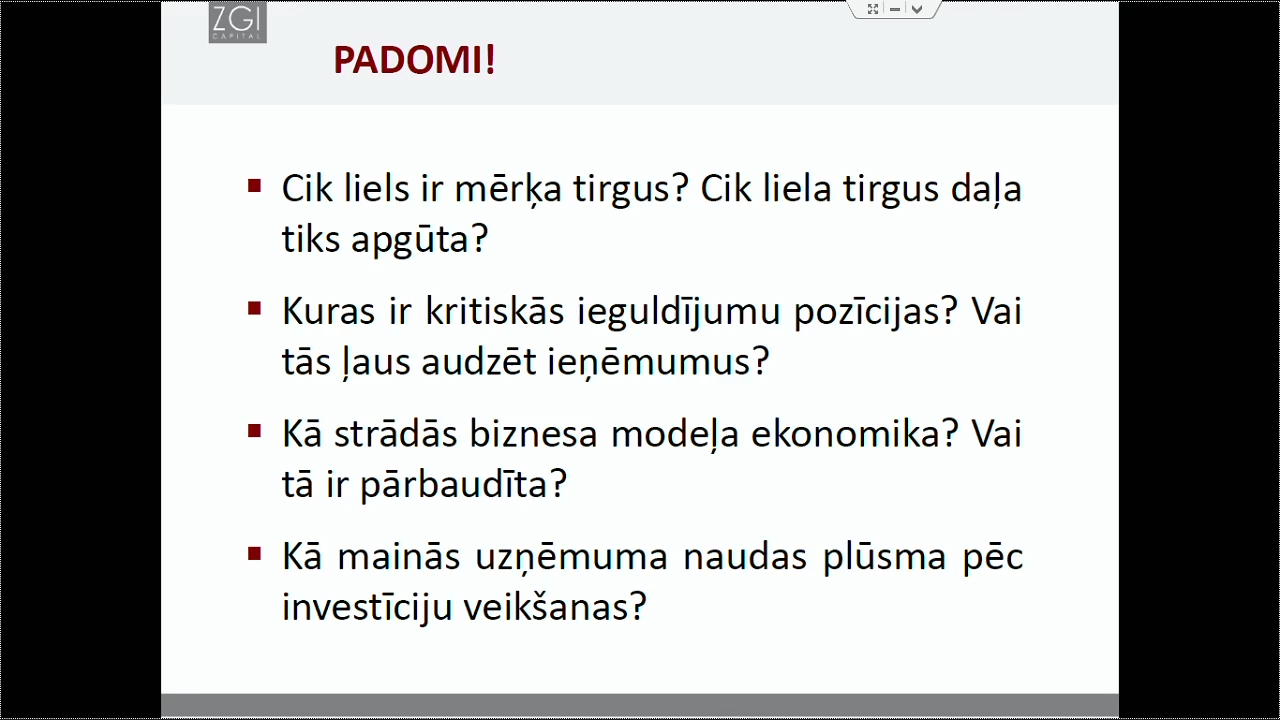 ZGI
CAPITAL
PADOMI!
Cik liels ir mērķa tirgus? Cik liela tirgus daļa
tiks apgūta?
Kuras ir kritiskās ieguldījumu pozīcijas? Vai
tās ļaus audzēt ieņēmumus?
Kā strādās biznesa modeļa ekonomika? Vai
tā ir pārbaudīta?
Kā mainās uzņēmuma naudas plūsma pēc
investīciju veikšanas?